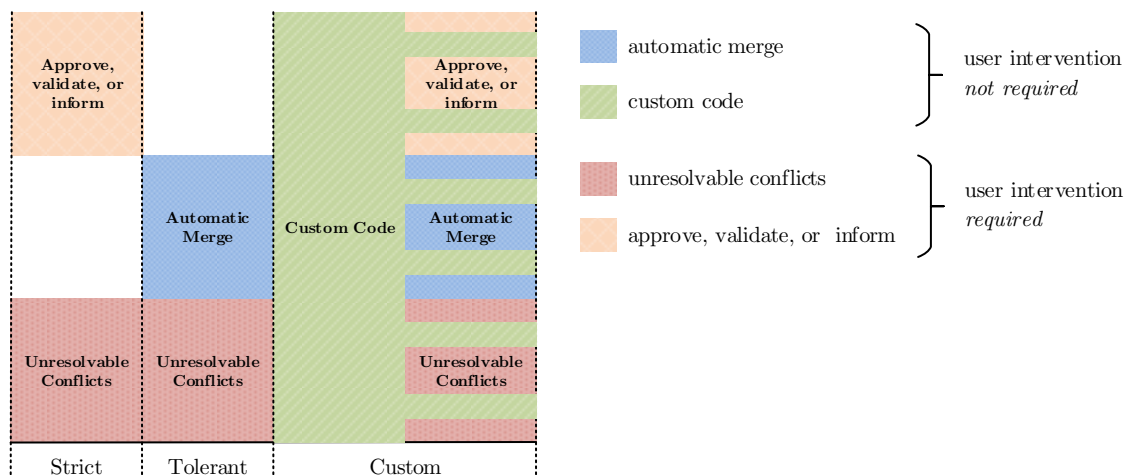 Approve,
validate, or
inform
Automatic
Merge
Unresolvable
Conflicts
Unresolvable
Conflicts
Custom Code
Approve,
validate, or
inform
Automatic
Merge
Unresolvable
Conflicts
Strict
Tolerant
Custom
automatic merge
custom code
user intervention
not required
unresolvable conflicts
approve, validate, or inform
user intervention
required